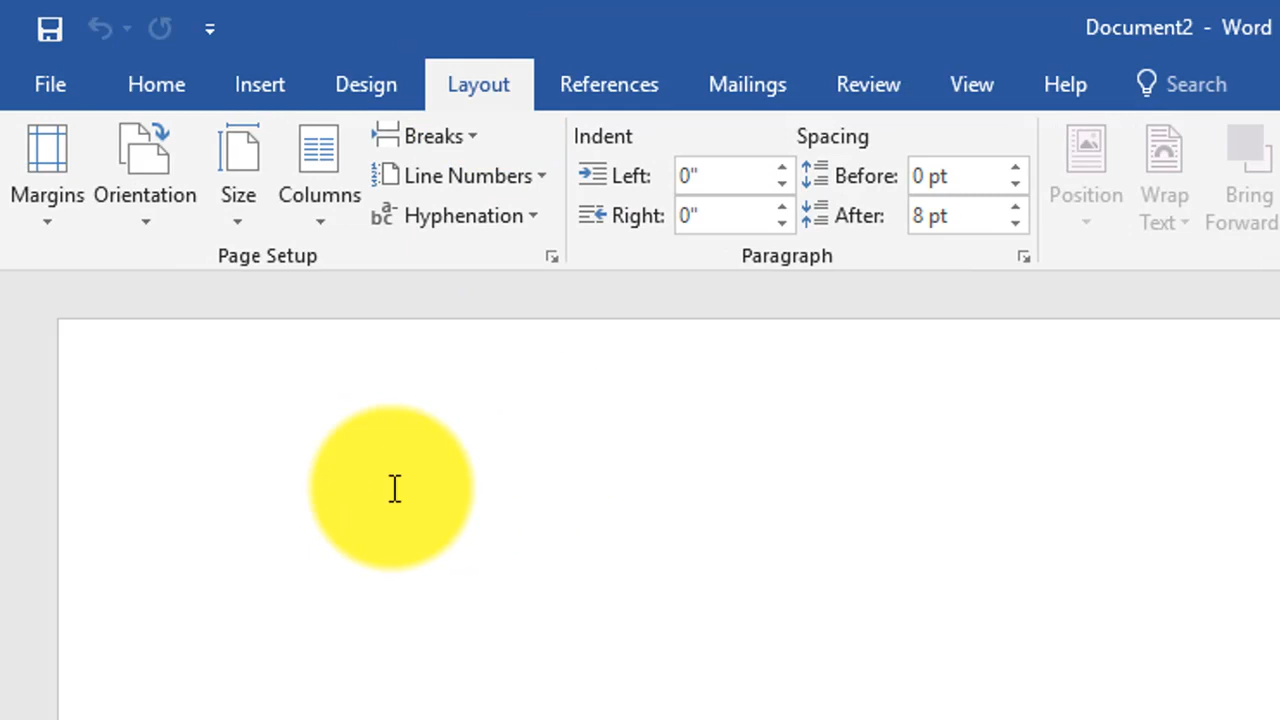 Document2 - Word
File Home Insert Design Layout References Mailings Review View Help Search
Margins Orientation Size Columns
Breaks
Line Numbers
Hyphenation
Page Setup
Indent
Left: 0"
Right: 0"
Spacing
Before: 0 pt
After: 8 pt
Paragraph
Position
Wrap
Text
Bring
Forward